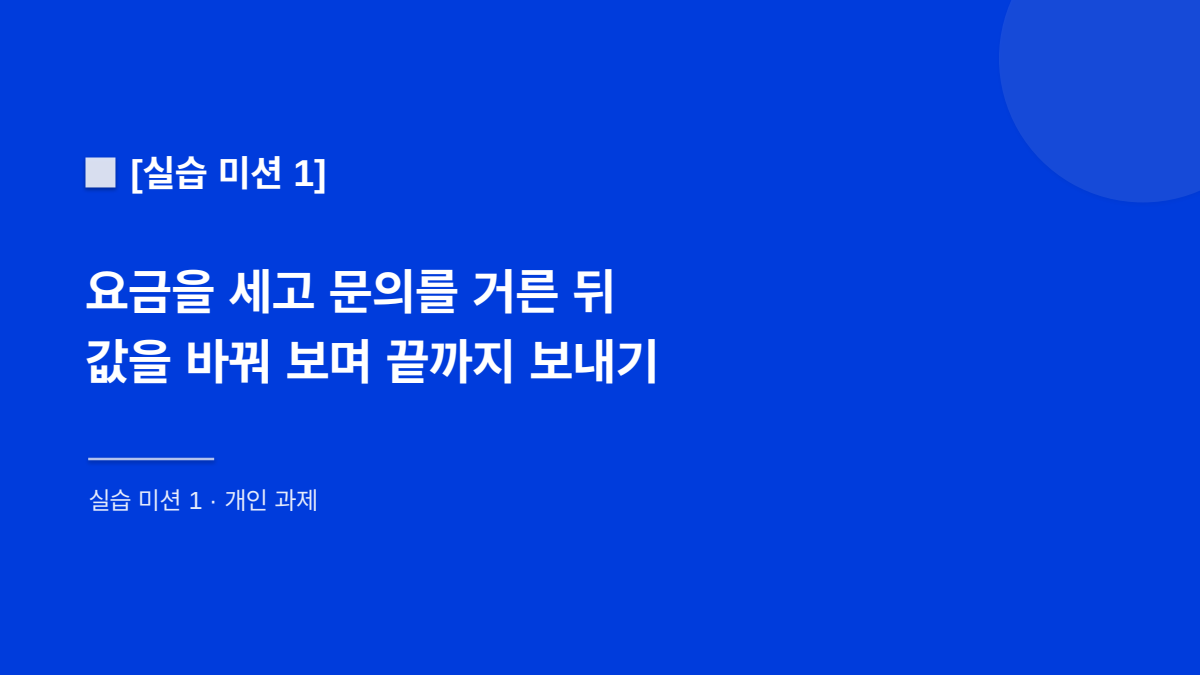 [실습 미션 1]
요금을 세고 문의를 거른 뒤
값을 바꿔 보며 끝까지 보내기
실습 미션 1 · 개인 과제